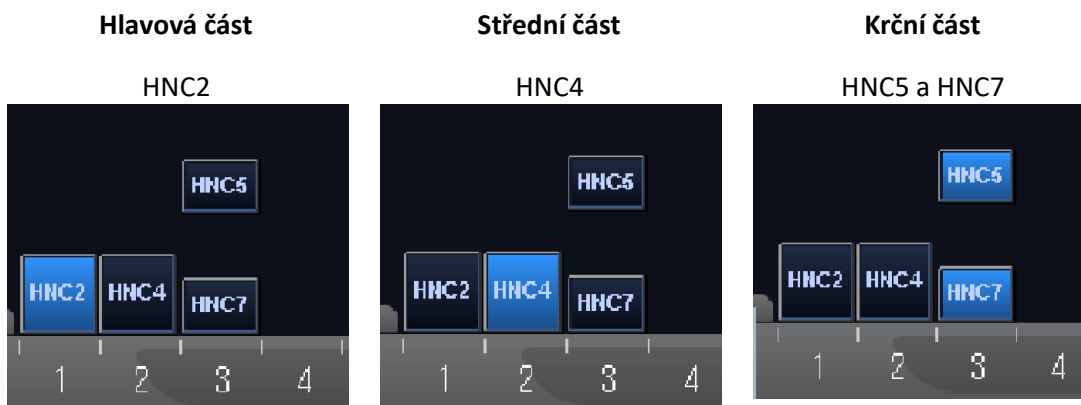 Hlavová část
HNC2
HNC5
HNC2 HNC4 HNC7
1 2 3 4
Střední část
HNC4
HNC5
HNC2 HNC4 HNC7
1 2 3 4
Krční část
HNC5 a HNC7
HNC5
HNC2 HNC4 HNC7
1 2 3 4